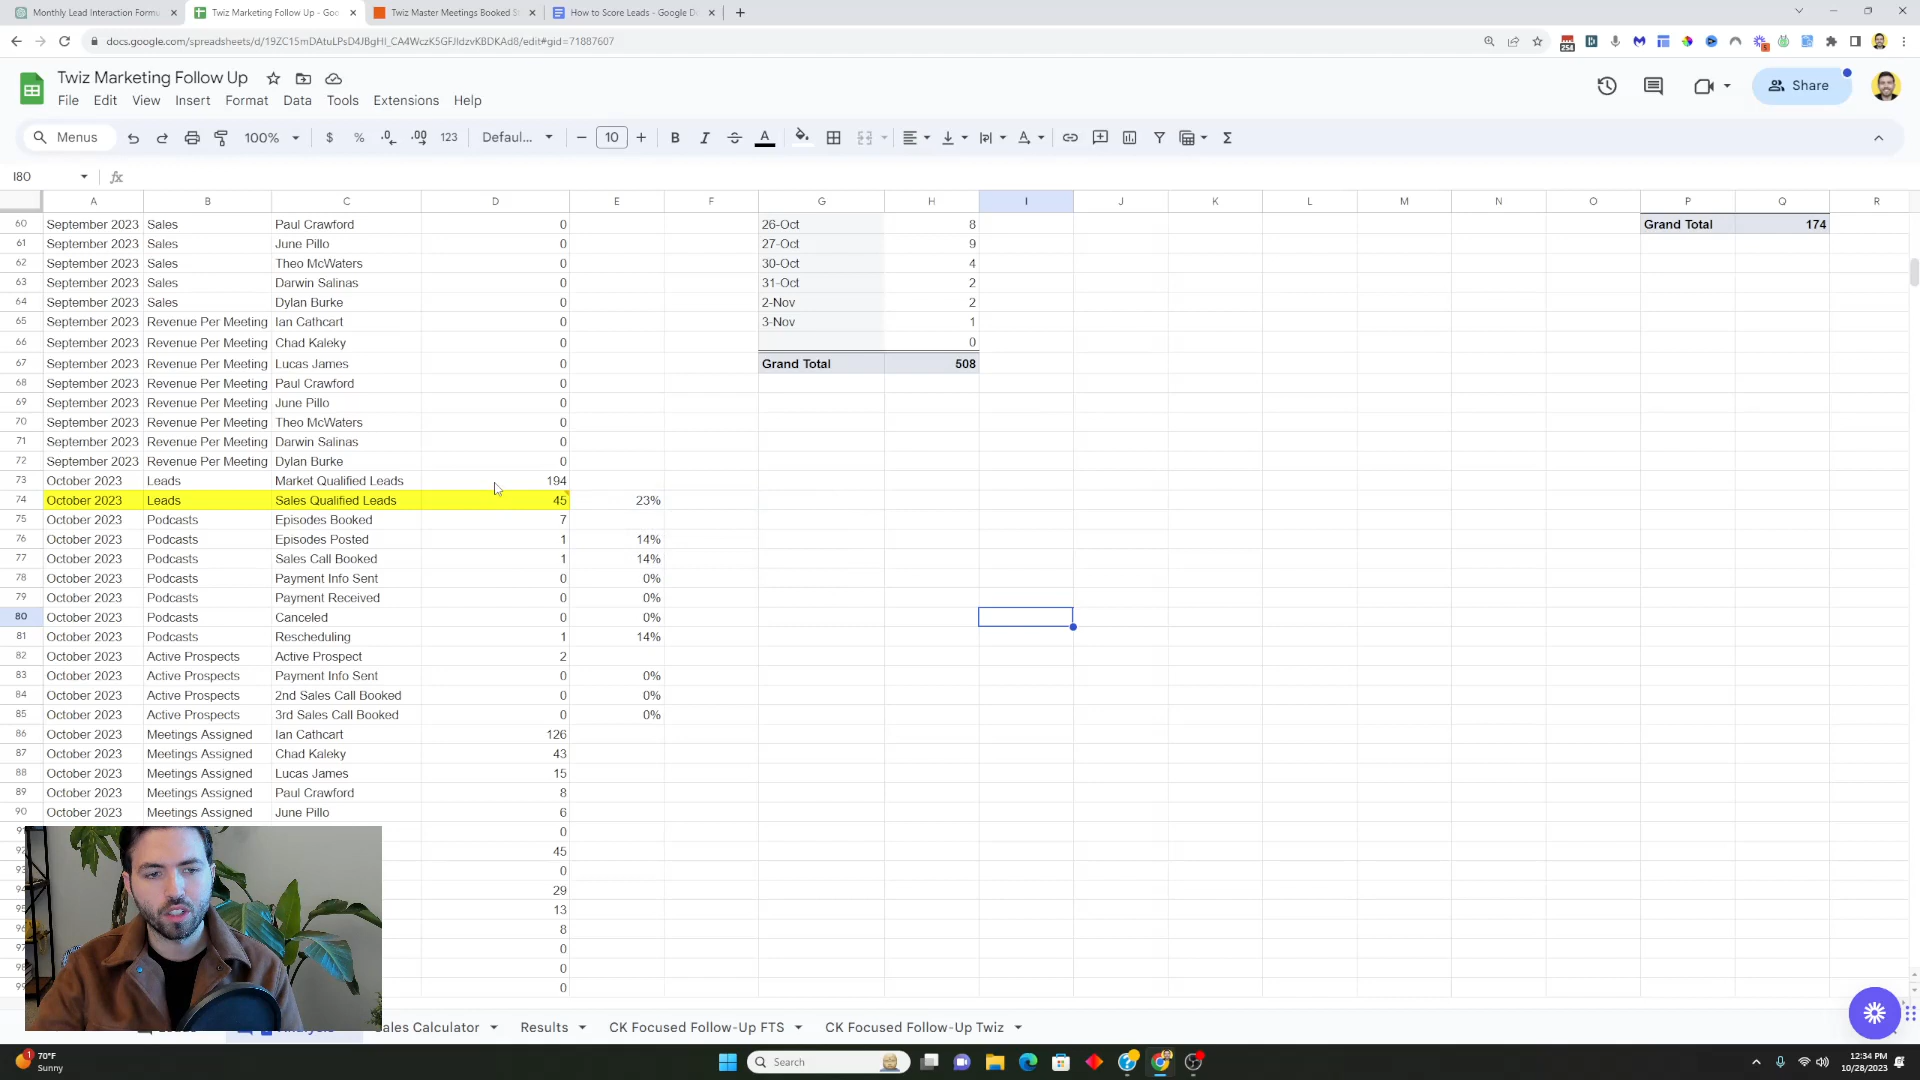 Monthly Lead Interaction Formu
Twiz Marketing Follow Up - Goo
Twiz Master Meetings Booked S
How to Score Leads - Google D
docs.google.com/spreadsheets/d/19ZC15mDAtuLPsD4JBgHI_CA4WczK5GFJIdzvKBDKAd8/edit#gid=71887607
254
Twiz Marketing Follow Up
File Edit View Insert Format Data Tools Extensions Help
Share
Menus 100% $ % .0 .00 123 Defaul... 10 B I A
I80 fx
A B C D E F G H I J K L M N O P Q R
60 September 2023 Sales Paul Crawford 0 26-Oct 8 Grand Total 174
61 September 2023 Sales June Pillo 0 27-Oct 9
62 September 2023 Sales Theo McWaters 0 30-Oct 4
63 September 2023 Sales Darwin Salinas 0 31-Oct 2
64 September 2023 Sales Dylan Burke 0 2-Nov 2
65 September 2023 Revenue Per Meeting Ian Cathcart 0 3-Nov 1
66 September 2023 Revenue Per Meeting Chad Kaleky 0 0
67 September 2023 Revenue Per Meeting Lucas James 0 Grand Total 508
68 September 2023 Revenue Per Meeting Paul Crawford 0
69 September 2023 Revenue Per Meeting June Pillo 0
70 September 2023 Revenue Per Meeting Theo McWaters 0
71 September 2023 Revenue Per Meeting Darwin Salinas 0
72 September 2023 Revenue Per Meeting Dylan Burke 0
73 October 2023 Leads Market Qualified Leads 194
74 October 2023 Leads Sales Qualified Leads 45 23%
75 October 2023 Podcasts Episodes Booked 7
76 October 2023 Podcasts Episodes Posted 1 14%
77 October 2023 Podcasts Sales Call Booked 1 14%
78 October 2023 Podcasts Payment Info Sent 0 0%
79 October 2023 Podcasts Payment Received 0 0%
80 October 2023 Podcasts Canceled 0 0%
81 October 2023 Podcasts Rescheduling 1 14%
82 October 2023 Active Prospects Active Prospect 2
83 October 2023 Active Prospects Payment Info Sent 0 0%
84 October 2023 Active Prospects 2nd Sales Call Booked 0 0%
85 October 2023 Active Prospects 3rd Sales Call Booked 0 0%
86 October 2023 Meetings Assigned Ian Cathcart 126
87 October 2023 Meetings Assigned Chad Kaleky 43
88 October 2023 Meetings Assigned Lucas James 15
89 October 2023 Meetings Assigned Paul Crawford 8
90 October 2023 Meetings Assigned June Pillo 6
0
45
0
29
13
8
0
0
0
Sales Calculator Results CK Focused Follow-Up FTS CK Focused Follow-Up Twiz
1 70°F
Sunny
Search
12:34 PM
10/28/2023